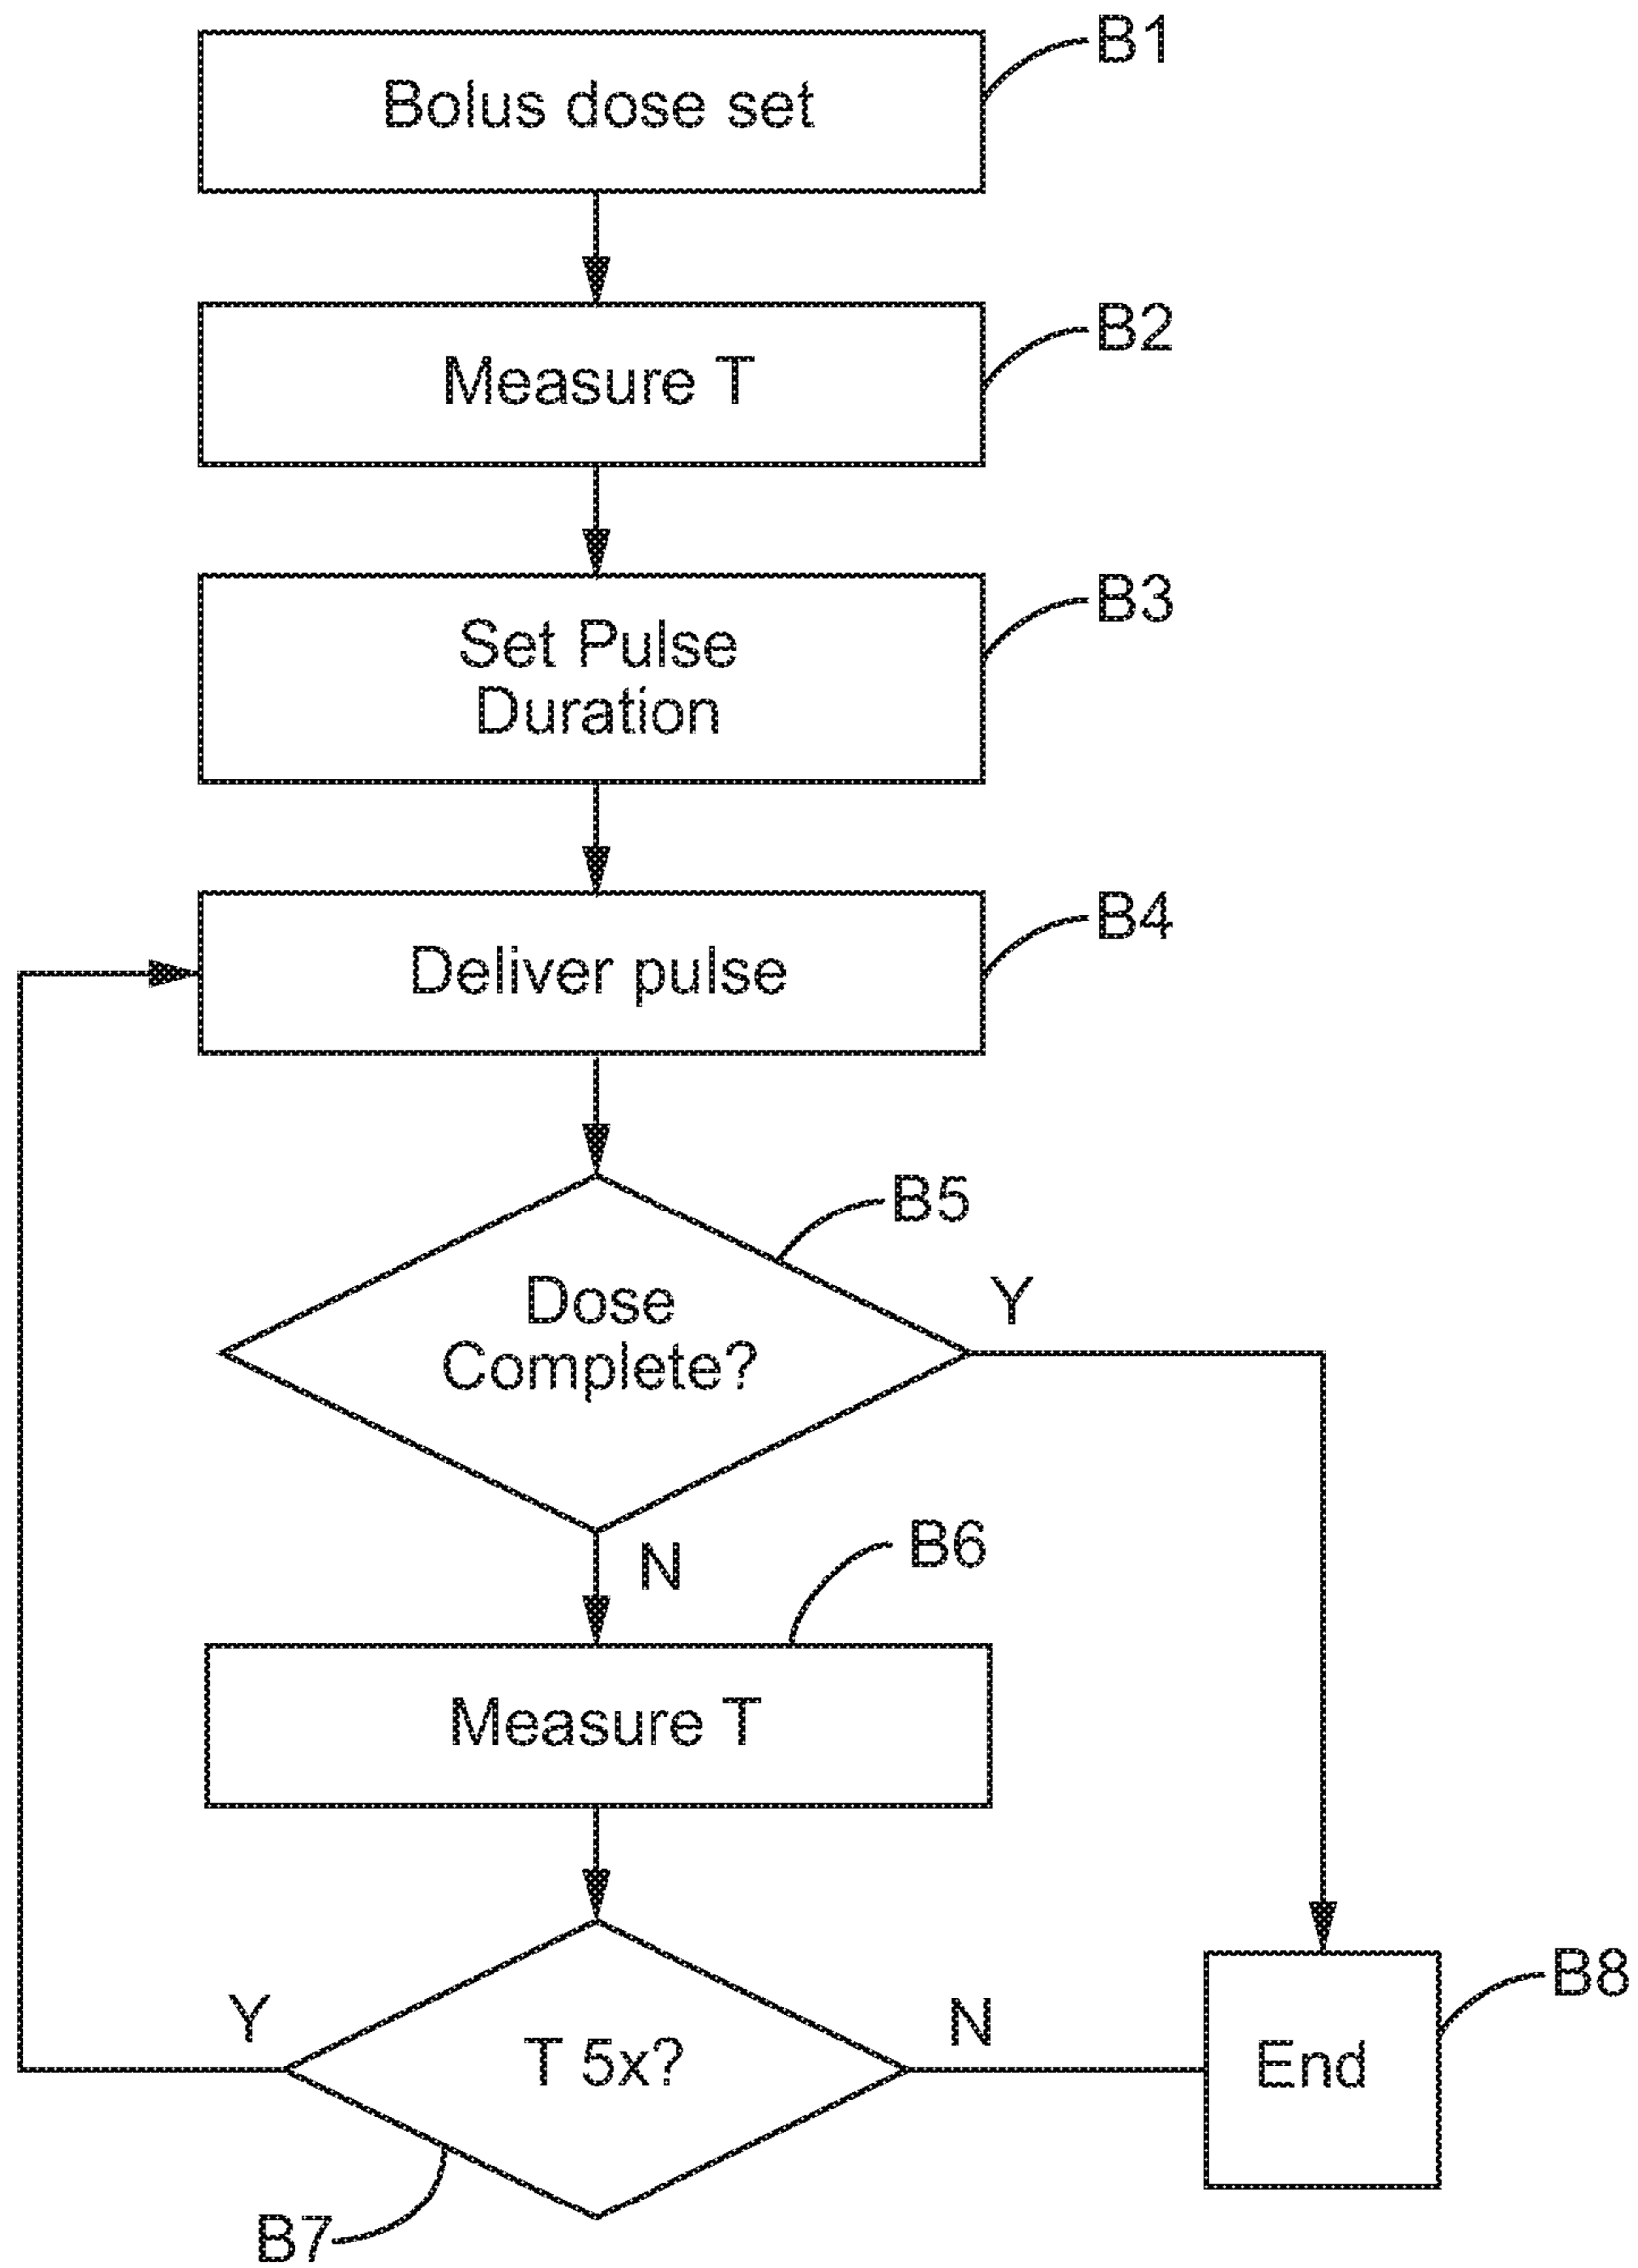 B1
Bolus dose set
B2
Measure T
B3
Set Pulse
Duration
B4
Deliver pulse
B5
Dose
Complete?
Y
N
B6
Measure T
Y
T 5x?
N
End
B8
B7